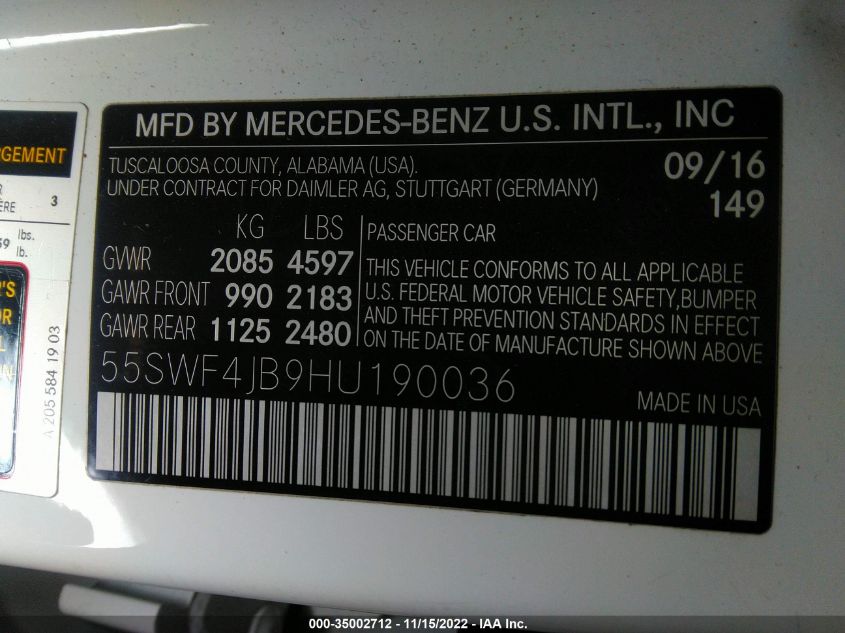 MFD BY MERCEDES-BENZ U.S. INTL., INC
TUSCALOOSA COUNTY, ALABAMA (USA).
UNDER CONTRACT FOR DAIMLER AG, STUTTGART (GERMANY)
09/16
149
KG LBS
GVWR 2085 4597
GAWR FRONT 990 2183
GAWR REAR 1125 2480
PASSENGER CAR
THIS VEHICLE CONFORMS TO ALL APPLICABLE
U.S. FEDERAL MOTOR VEHICLE SAFETY,BUMPER
AND THEFT PREVENTION STANDARDS IN EFFECT
ON THE DATE OF MANUFACTURE SHOWN ABOVE
55SWF4JB9HU190036
MADE IN USA
3
lbs.
lb.
A 205 584 19 03
000-35002712 - 11/15/2022 - IAA Inc.